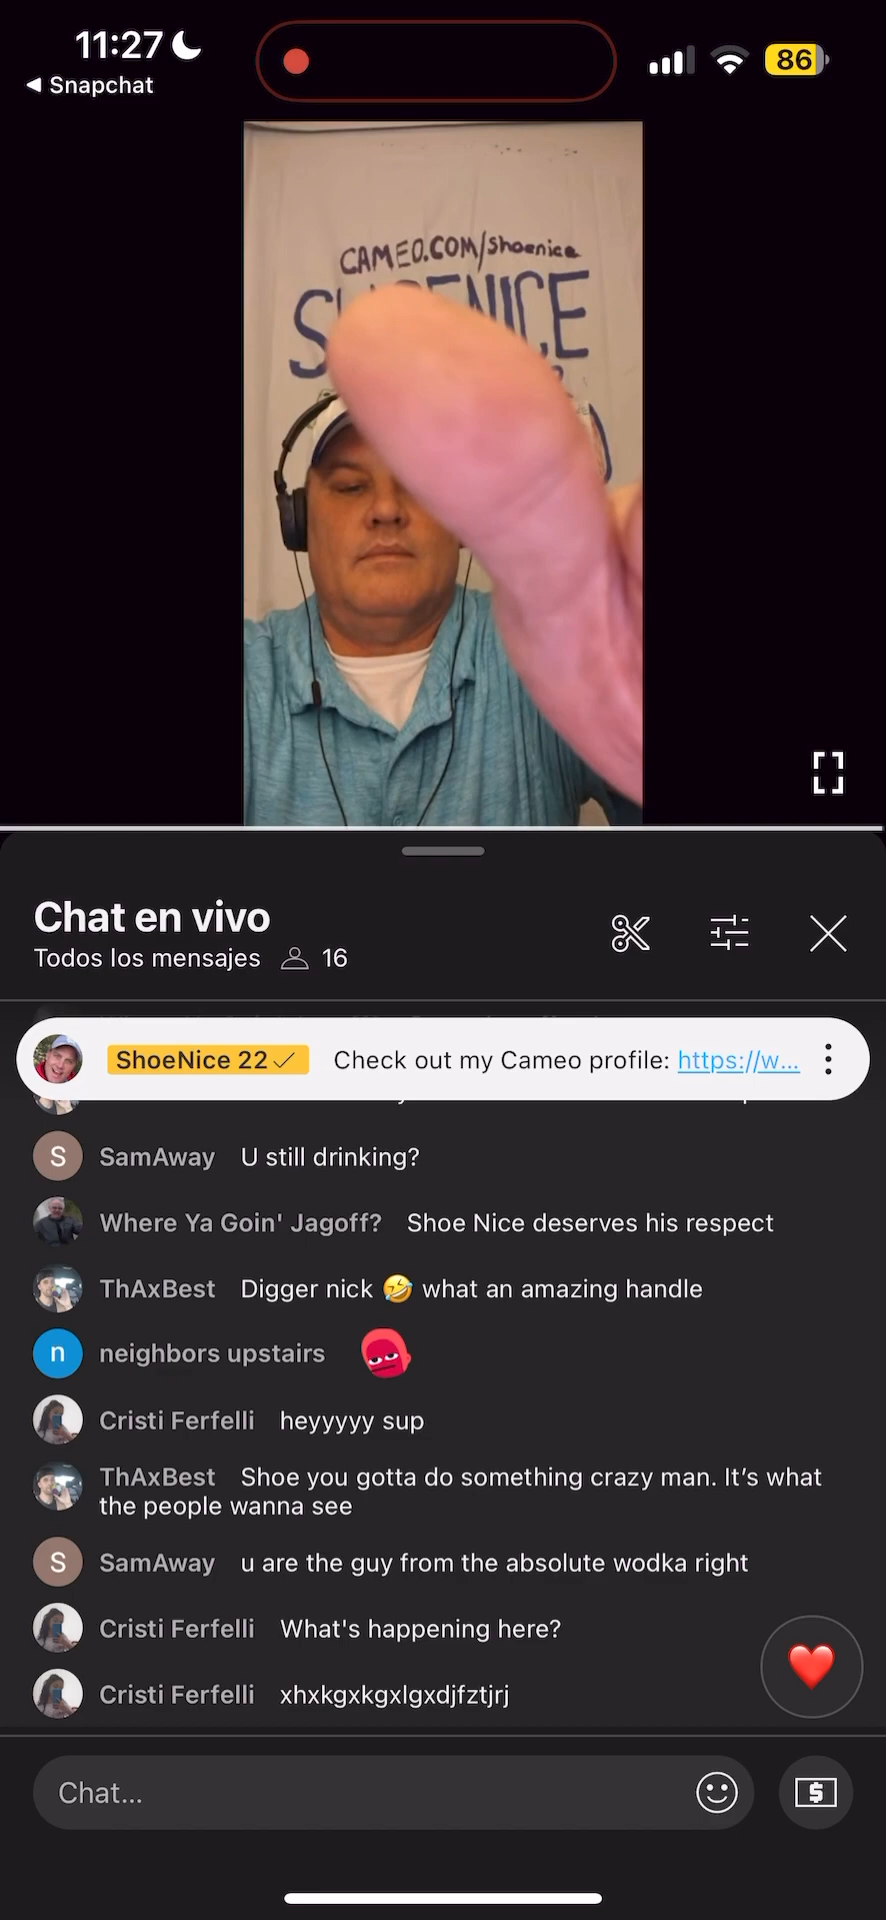 11:27
86
◀ Snapchat
CAMEO.COM/shoenice
NICE
Chat en vivo
Todos los mensajes 16
ShoeNice 22 Check out my Cameo profile: https://w...
S SamAway U still drinking?
Where Ya Goin' Jagoff? Shoe Nice deserves his respect
ThAxBest Digger nick 🤣 what an amazing handle
n neighbors upstairs
Cristi Ferfelli heyyyyy sup
ThAxBest Shoe you gotta do something crazy man. It's what
the people wanna see
S SamAway u are the guy from the absolute wodka right
Cristi Ferfelli What's happening here?
Cristi Ferfelli xhxkgxkgxlgxdjfztjrj
Chat...
$